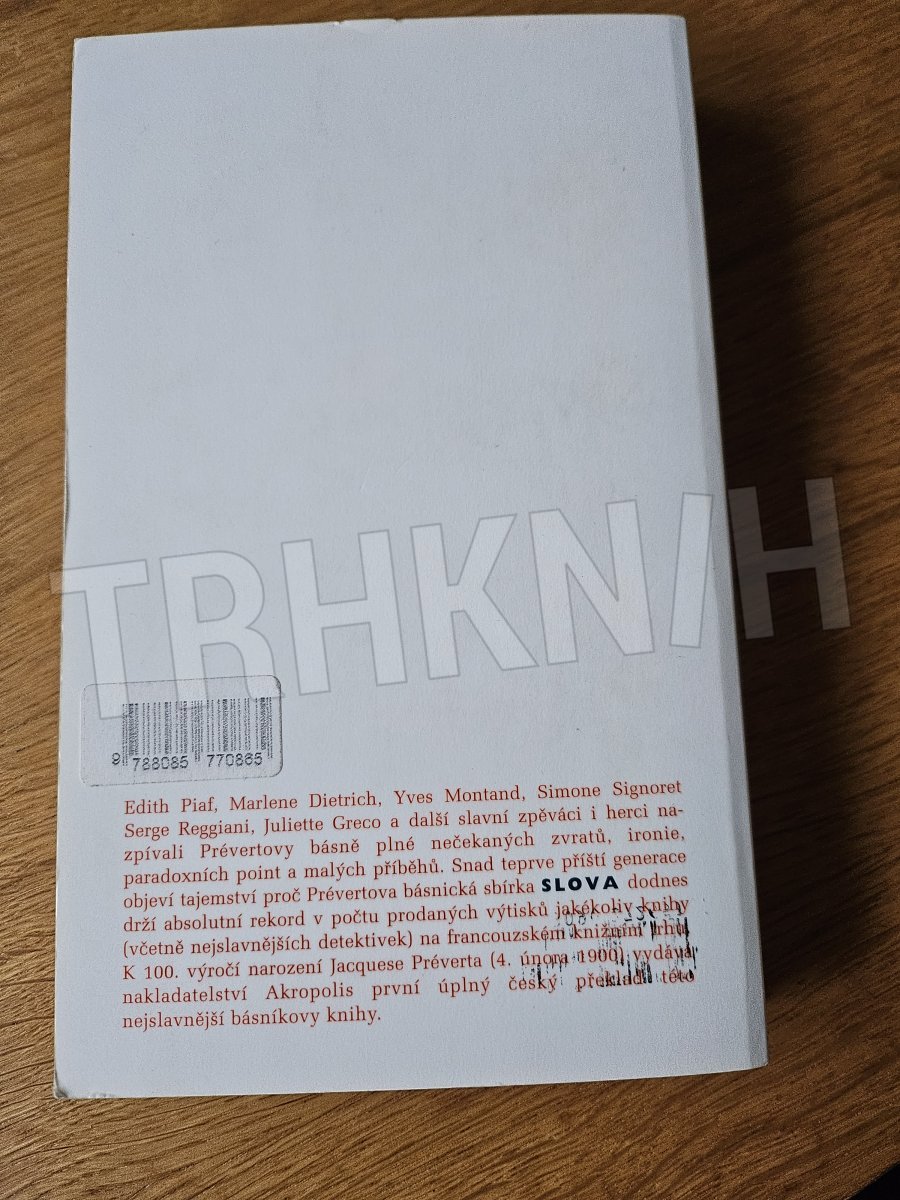 TRHKNIH
9 788085 770865
Edith Piaf, Marlene Dietrich, Yves Montand, Simone Signoret
Serge Reggiani, Juliette Greco a další slavní zpěváci i herci na-
zpívali Prévertovy básně plné nečekaných zvratů, ironie,
paradoxních point a malých příběhů. Snad teprve příští generace
objeví tajemství proč Prévertova básnická sbírka SLOVA dodnes
drží absolutní rekord v počtu prodaných výtisků jakékoliv knihy
(včetně nejslavnějších detektivek) na francouzském knižním trhu.
K 100. výročí narození Jacquese Préverta (4. února 1900) vydává
nakladatelství Akropolis první úplný český překlad této
nejslavnější básníkovy knihy.